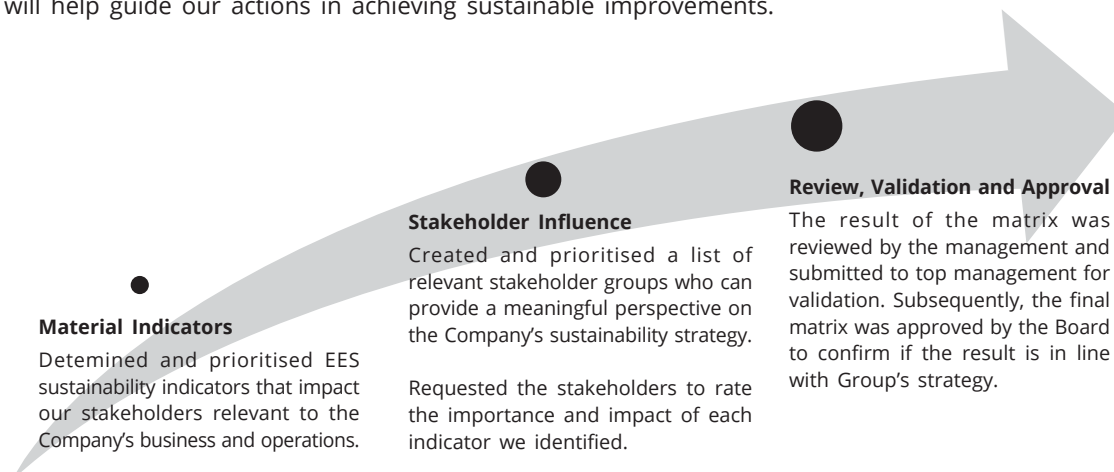 will help guide our actions in achieving sustainable improvements.
Material Indicators
Detemined and prioritised EES
sustainability indicators that impact
our stakeholders relevant to the
Company’s business and operations.
Stakeholder Influence
Created and prioritised a list of
relevant stakeholder groups who can
provide a meaningful perspective on
the Company’s sustainability strategy.
Requested the stakeholders to rate
the importance and impact of each
indicator we identified.
Review, Validation and Approval
The result of the matrix was
reviewed by the management and
submitted to top management for
validation. Subsequently, the final
matrix was approved by the Board
to confirm if the result is in line
with Group’s strategy.